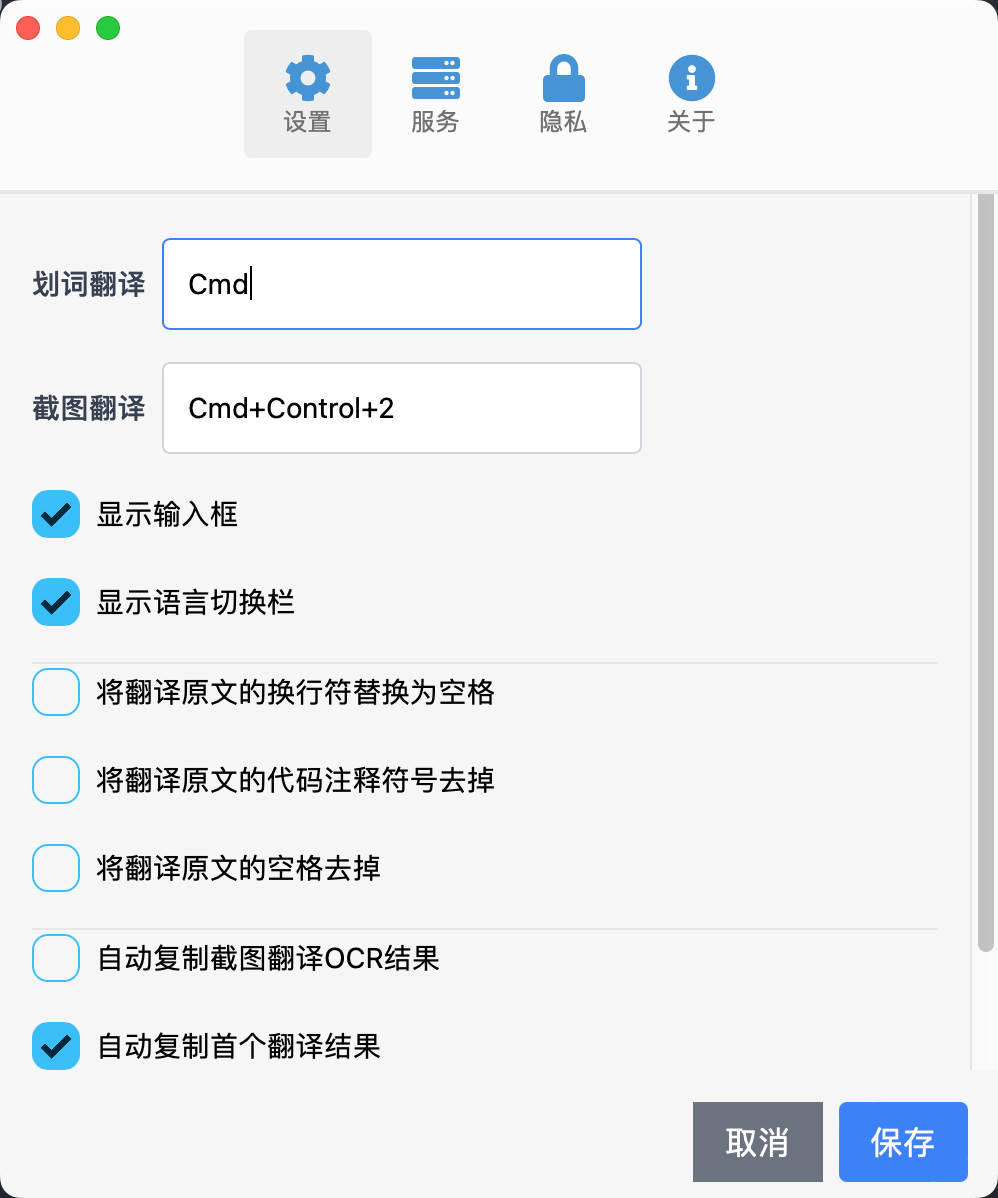 设置
服务
隐私
关于
划词翻译
Cmd
截图翻译
Cmd+Control+2
显示输入框
显示语言切换栏
将翻译原文的换行符替换为空格
将翻译原文的代码注释符号去掉
将翻译原文的空格去掉
自动复制截图翻译OCR结果
自动复制首个翻译结果
取消
保存